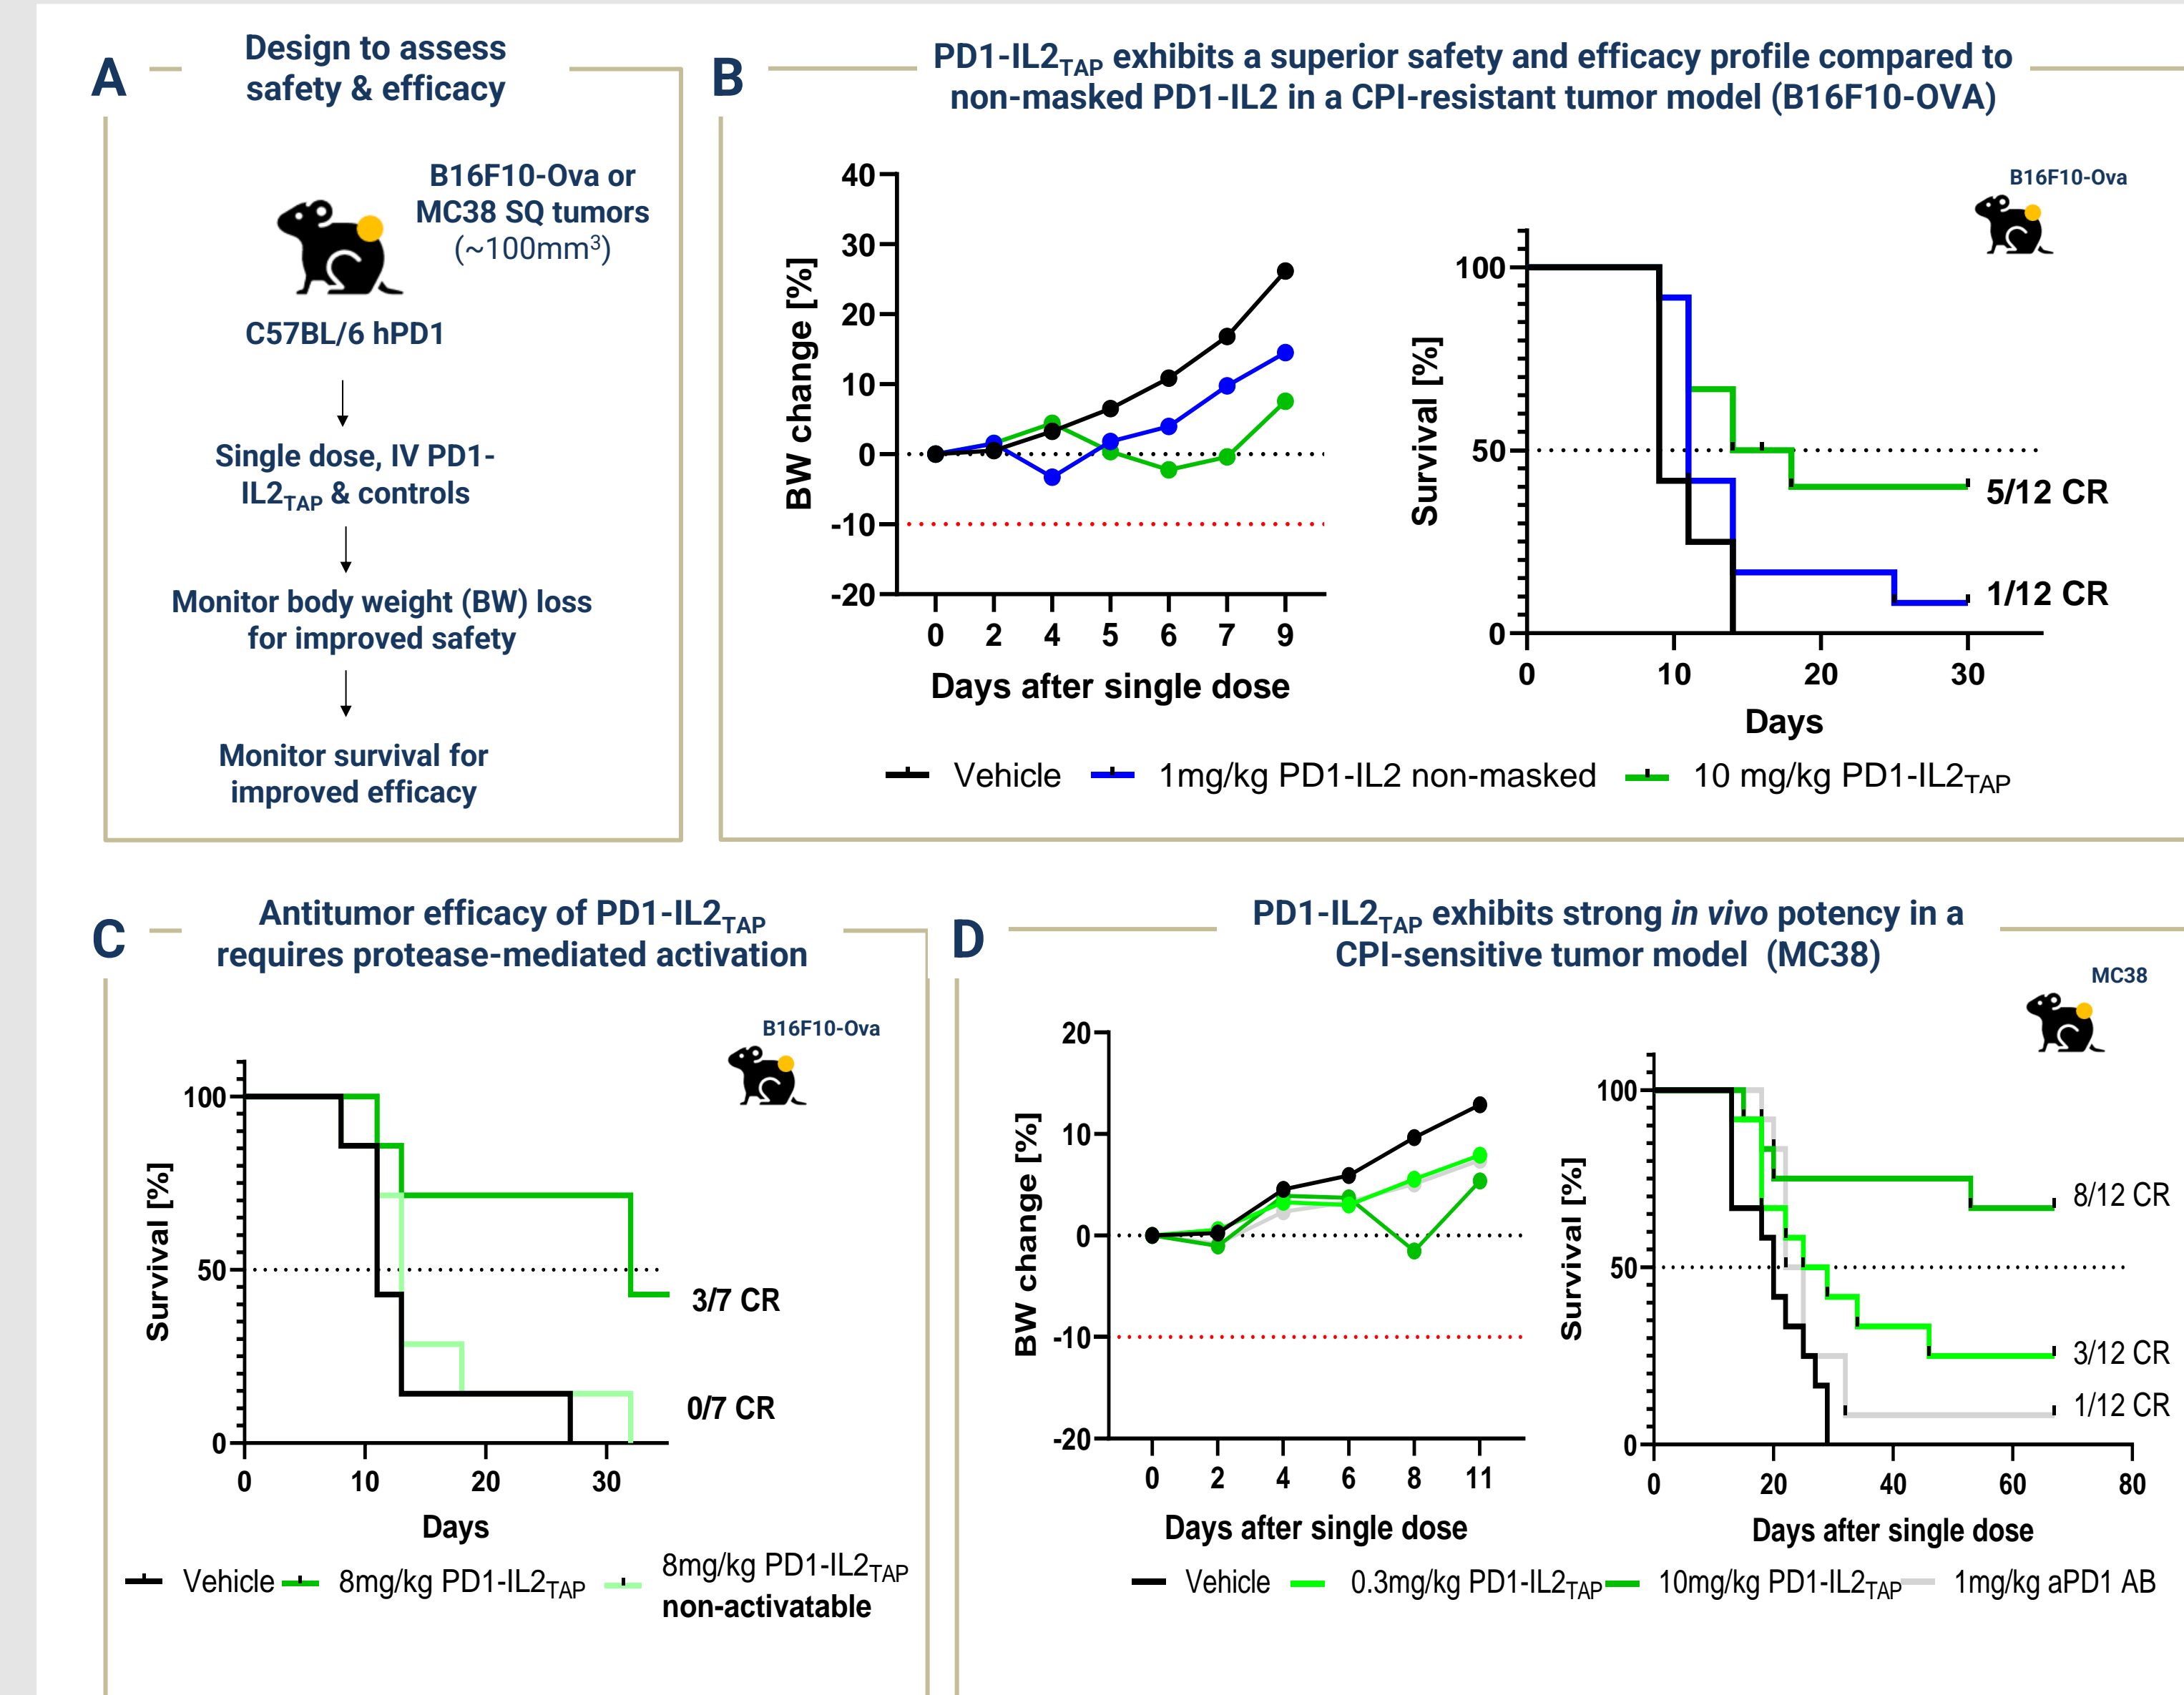 A
Design to assess
safety & efficacy
B16F10-Ova or
MC38 SQ tumors
(~100mm³)
C57BL/6 hPD1
Single dose, IV PD1-
IL2TAP & controls
Monitor body weight (BW) loss
for improved safety
Monitor survival for
improved efficacy
B
PD1-IL2TAP exhibits a superior safety and efficacy profile compared to
non-masked PD1-IL2 in a CPI-resistant tumor model (B16F10-OVA)
BW change [%]
40
30
20
10
0
-10
-20
0 2 4 5 6 7 9
Days after single dose
B16F10-Ova
Survival [%]
100
50
0
5/12 CR
1/12 CR
0 10 20 30
Days
Vehicle 1mg/kg PD1-IL2 non-masked 10 mg/kg PD1-IL2TAP
C
Antitumor efficacy of PD1-IL2TAP
requires protease-mediated activation
B16F10-Ova
Survival [%]
100
50
0
3/7 CR
0/7 CR
0 10 20 30
Days
Vehicle 8mg/kg PD1-IL2TAP 8mg/kg PD1-IL2TAP
non-activatable
D
PD1-IL2TAP exhibits strong in vivo potency in a
CPI-sensitive tumor model (MC38)
BW change [%]
20
10
0
-10
-20
0 2 4 6 8 11
Days after single dose
MC38
Survival [%]
100
50
0
8/12 CR
3/12 CR
1/12 CR
0 20 40 60 80
Days after single dose
Vehicle 0.3mg/kg PD1-IL2TAP 10mg/kg PD1-IL2TAP 1mg/kg aPD1 AB